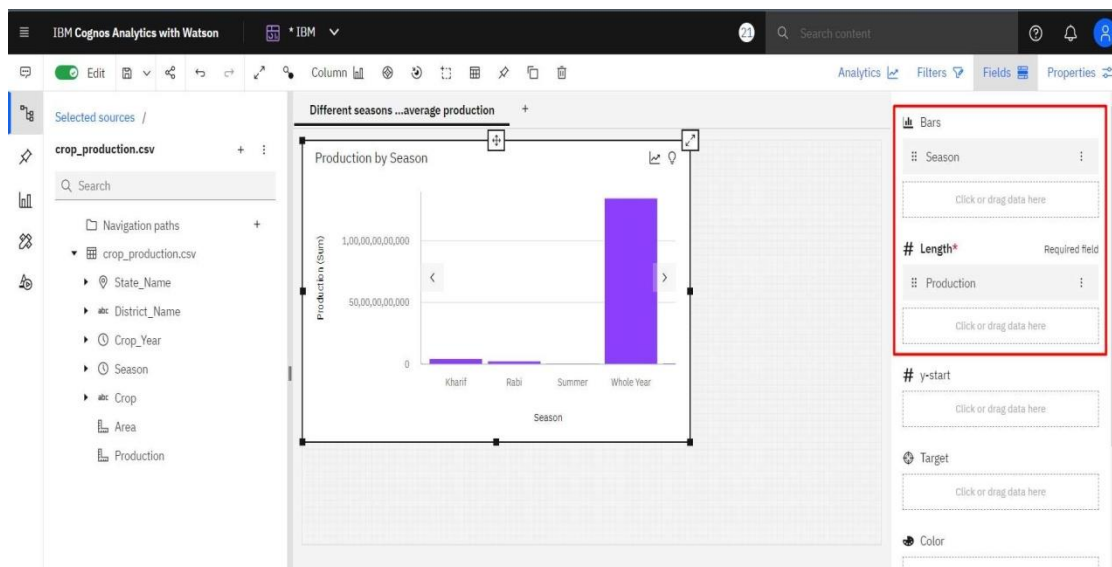 IBM Cognos Analytics with Watson
* IBM
21
Search content
Edit
Column
Analytics
Filters
Fields
Properties
Selected sources /
crop_production.csv
Search
Navigation paths
crop_production.csv
State_Name
abc District_Name
Crop_Year
Season
abc Crop
Area
Production
Different seasons ...average production
Production by Season
Production (Sum)
1,00,00,00,00,000
50,00,00,00,000
0
Kharif Rabi Summer Whole Year
Season
Bars
Season
Click or drag data here
# Length* Required field
Production
Click or drag data here
# y-start
Click or drag data here
Target
Click or drag data here
Color